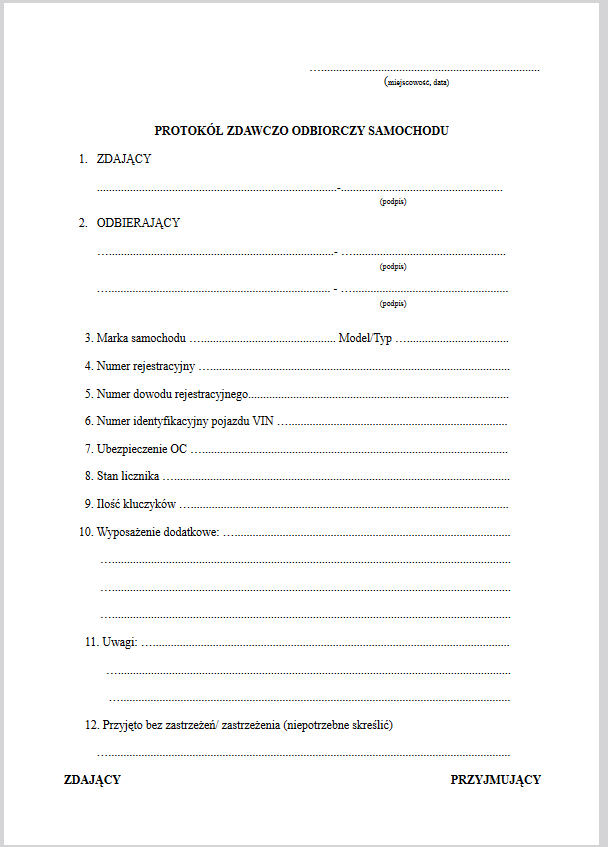 …..........................................................................
(miejscowość, data)
PROTOKÓŁ ZDAWCZO ODBIORCZY SAMOCHODU
1. ZDAJĄCY
.................................................................................-.......................................................
(podpis)
2. ODBIERAJĄCY
…............................................................................- ….....................................................
(podpis)
…........................................................................... - …......................................................
(podpis)
3. Marka samochodu …............................................. Model/Typ …...................................
4. Numer rejestracyjny ….....................................................................................................
5. Numer dowodu rejestracyjnego........................................................................................
6. Numer identyfikacyjny pojazdu VIN ….........................................................................
7. Ubezpieczenie OC ….......................................................................................................
8. Stan licznika …................................................................................................................
9. Ilość kluczyków …...........................................................................................................
10. Wyposażenie dodatkowe: ….............................................................................................
…......................................................................................................................................
…......................................................................................................................................
…......................................................................................................................................
11. Uwagi: ….......................................................................................................................
…...................................................................................................................................
…...................................................................................................................................
12. Przyjęto bez zastrzeżeń/ zastrzeżenia (niepotrzebne skreślić)
…......................................................................................................................................
ZDAJĄCY PRZYJMUJĄCY